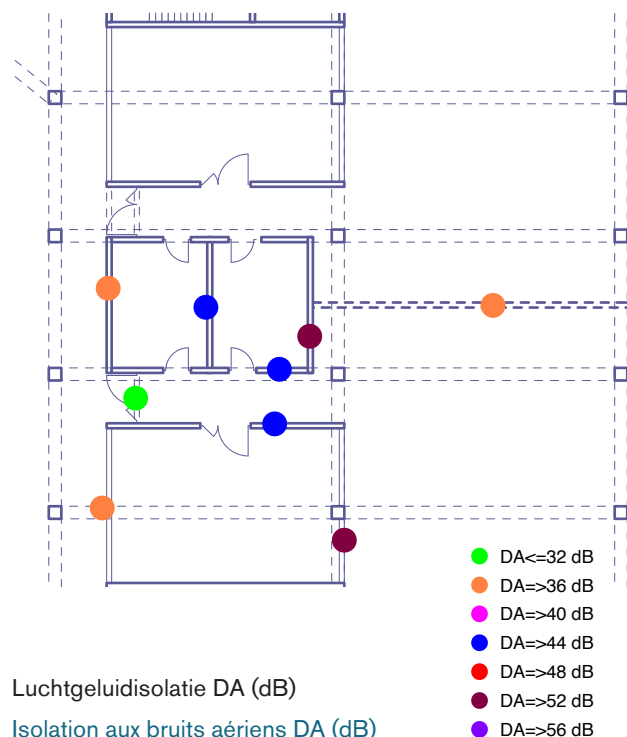 DA<=32 dB
DA=>36 dB
DA=>40 dB
DA=>44 dB
DA=>48 dB
DA=>52 dB
DA=>56 dB
Luchtgeluidisolatie DA (dB)
Isolation aux bruits aériens DA (dB)